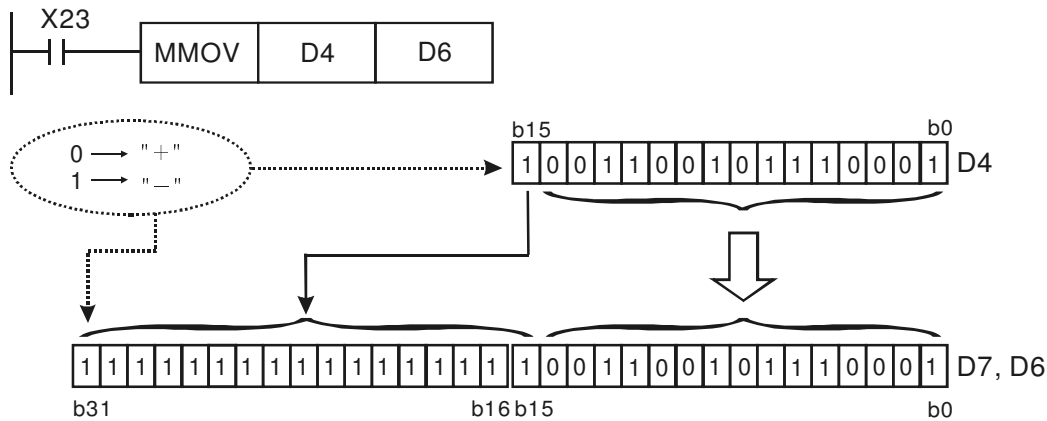 X23
MMOV D4 D6
b15 b0
0 "+"
1 "−"
1 0 0 1 1 0 0 1 0 1 1 1 0 0 0 1 D4
1 1 1 1 1 1 1 1 1 1 1 1 1 1 1 1 1 0 0 1 1 0 0 1 0 1 1 1 0 0 0 1 D7, D6
b31 b16 b15 b0